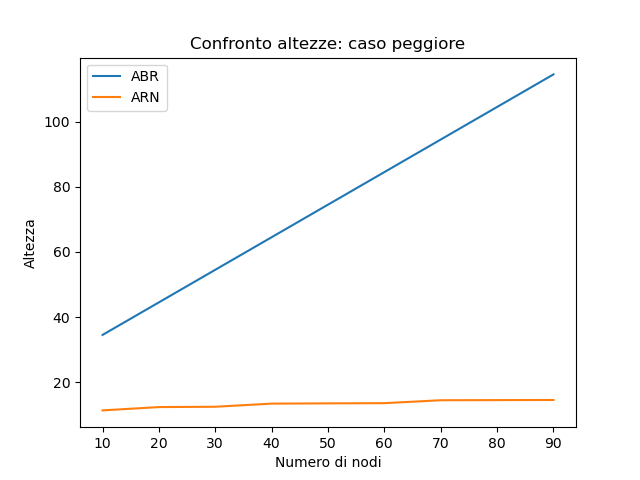 Confronto altezze: caso peggiore
ABR
ARN
100
80
60
40
20
Altezza
10 20 30 40 50 60 70 80 90
Numero di nodi